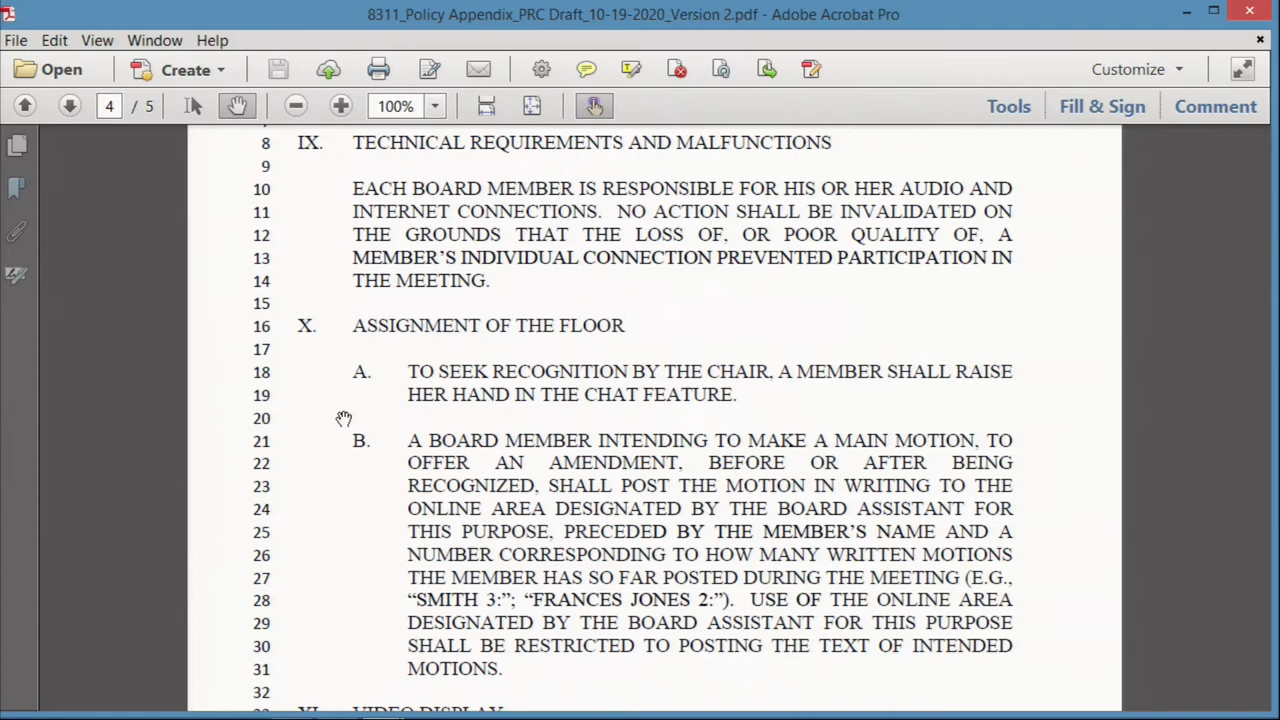 8311_Policy Appendix_PRC Draft_10-19-2020_Version 2.pdf - Adobe Acrobat Pro
File Edit View Window Help
Open Create Customize
4 / 5 100% Tools Fill & Sign Comment
8 IX. TECHNICAL REQUIREMENTS AND MALFUNCTIONS
9
10 EACH BOARD MEMBER IS RESPONSIBLE FOR HIS OR HER AUDIO AND
11 INTERNET CONNECTIONS. NO ACTION SHALL BE INVALIDATED ON
12 THE GROUNDS THAT THE LOSS OF, OR POOR QUALITY OF, A
13 MEMBER’S INDIVIDUAL CONNECTION PREVENTED PARTICIPATION IN
14 THE MEETING.
15
16 X. ASSIGNMENT OF THE FLOOR
17
18 A. TO SEEK RECOGNITION BY THE CHAIR, A MEMBER SHALL RAISE
19 HER HAND IN THE CHAT FEATURE.
20
21 B. A BOARD MEMBER INTENDING TO MAKE A MAIN MOTION, TO
22 OFFER AN AMENDMENT, BEFORE OR AFTER BEING
23 RECOGNIZED, SHALL POST THE MOTION IN WRITING TO THE
24 ONLINE AREA DESIGNATED BY THE BOARD ASSISTANT FOR
25 THIS PURPOSE, PRECEDED BY THE MEMBER’S NAME AND A
26 NUMBER CORRESPONDING TO HOW MANY WRITTEN MOTIONS
27 THE MEMBER HAS SO FAR POSTED DURING THE MEETING (E.G.,
28 “SMITH 3:”; “FRANCES JONES 2:”). USE OF THE ONLINE AREA
29 DESIGNATED BY THE BOARD ASSISTANT FOR THIS PURPOSE
30 SHALL BE RESTRICTED TO POSTING THE TEXT OF INTENDED
31 MOTIONS.
32
33 XI. VIDEO DISPLAY